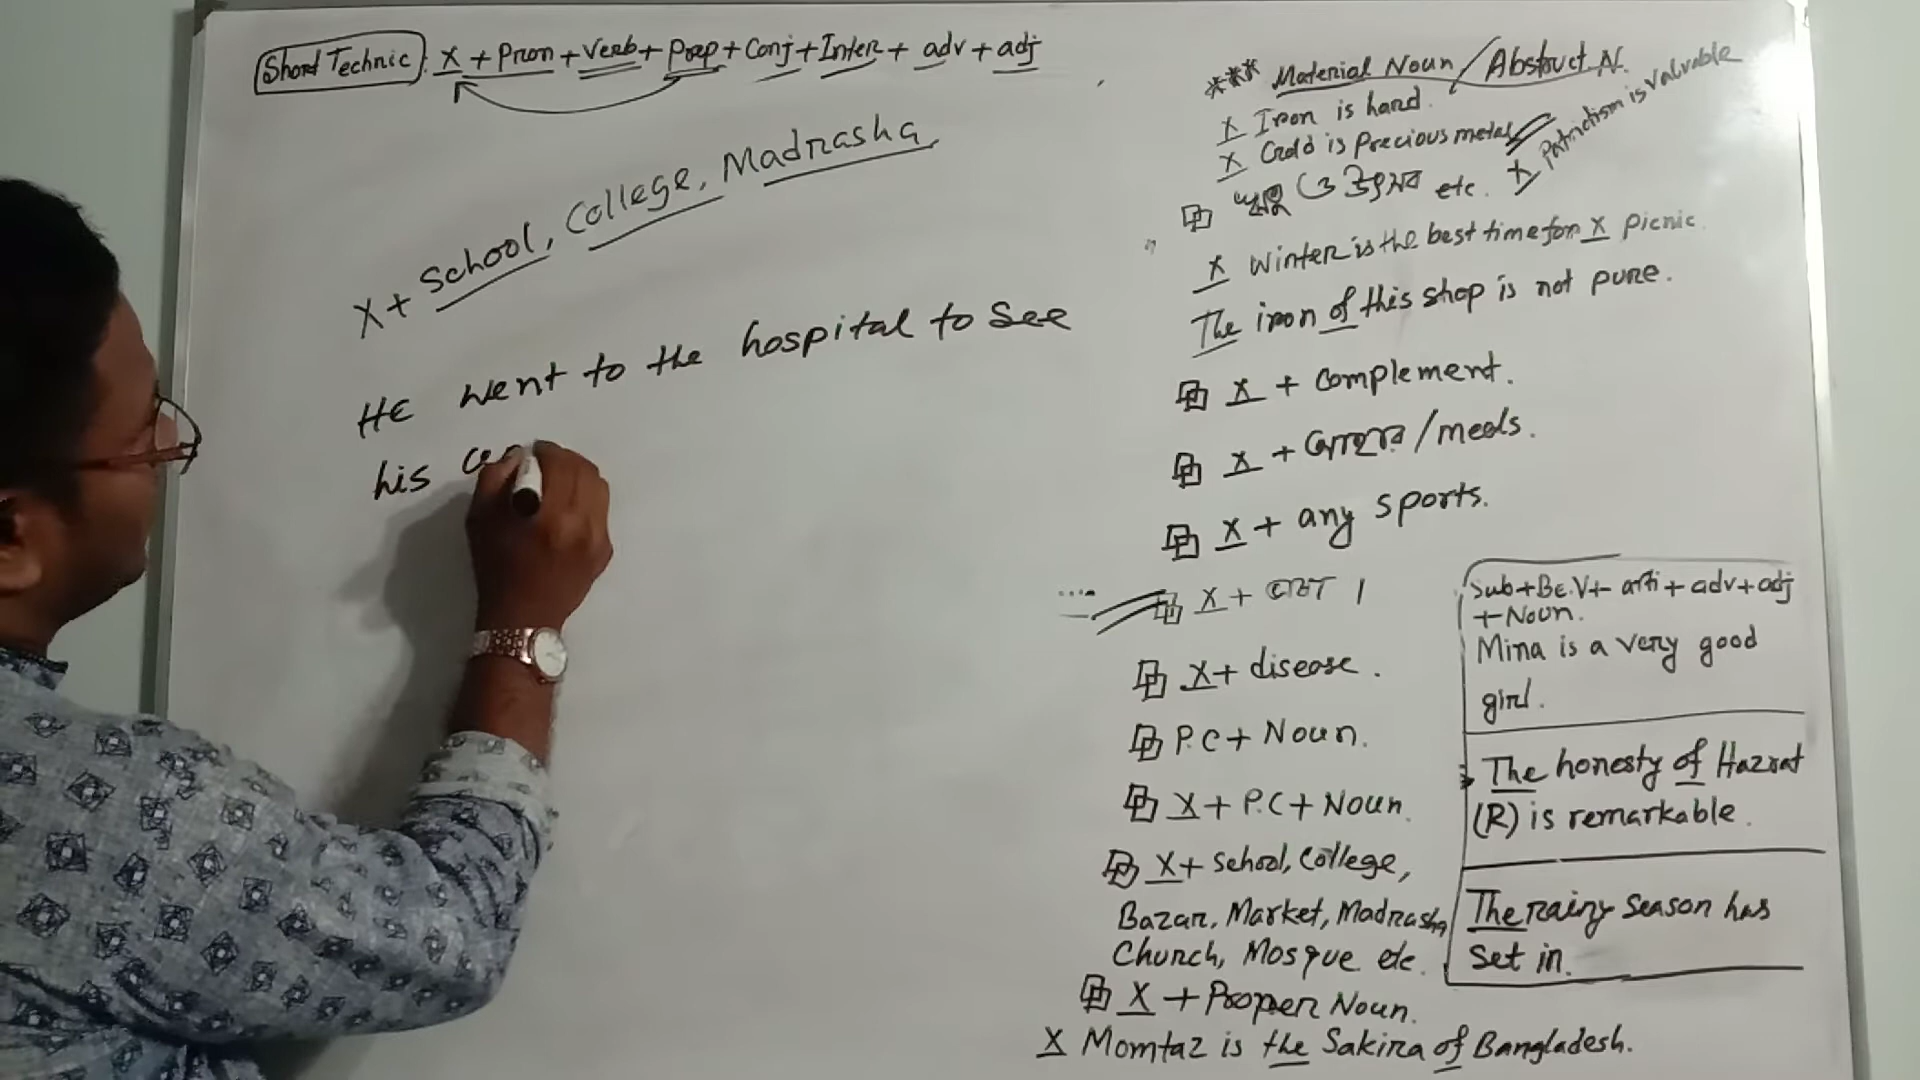 Short Technic: X + Pron + Verb + Prep + Conj + Inter + adv + adj
X + School, College, Madrasha
HE went to the hospital to see
his
*** Material Noun / Abstuct N.
X Iron is hard.
X Gold is Precious metal
X Patriotism is valuable
ঋতু ও উৎসব etc.
X Winter is the best time for X Picnic.
The iron of this shop is not pure.
X + complement.
X + /meals.
X + any sports.
X +
X + disease.
P.C + Noun.
X + P.C + Noun.
X + School, College,
Bazar, Market, Madrasha
Church, Mosque etc.
X + Proper Noun.
X Momtaz is the Sakira of Bangladesh.
Sub + BE.V + arti + adv + adj
+ Noun.
Mina is a very good
girl.
The honesty of Hazrat
(R) is remarkable.
The rainy season has
set in.